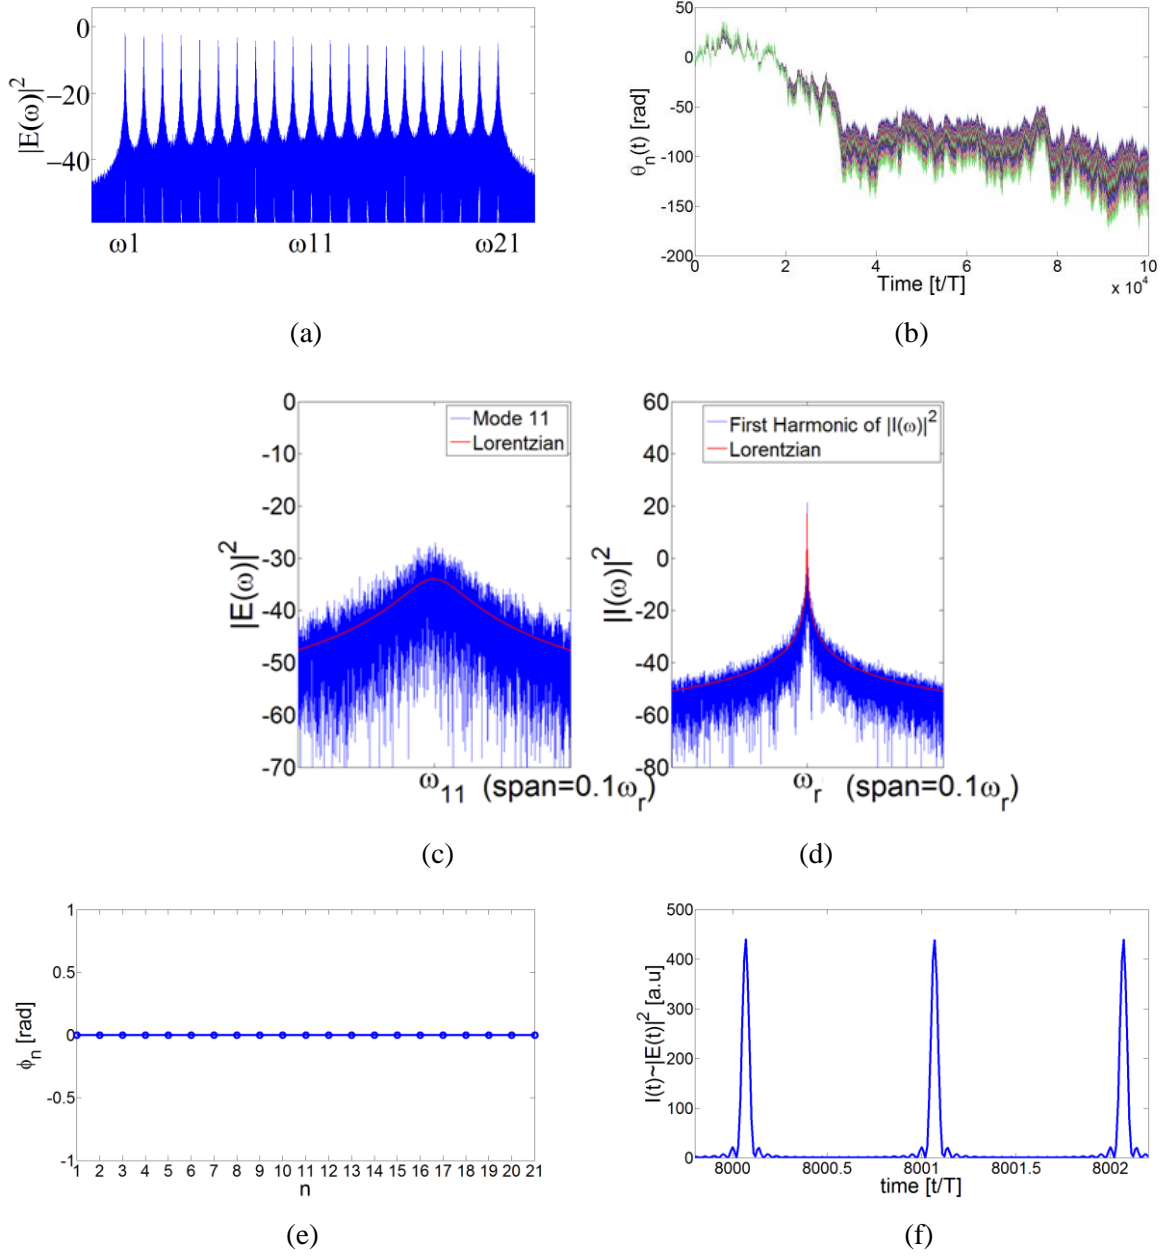 0
−20
−40
|E(ω)|²
ω1
ω11
ω21
(a)
50
0
-50
-100
-150
-200
θ_n(t) [rad]
0
2
4
6
8
10
Time [t/T]
x 10⁴
(b)
0
-10
-20
-30
-40
-50
-60
-70
|E(ω)|²
Mode 11
Lorentzian
ω₁₁ (span=0.1ω_r)
(c)
60
40
20
0
-20
-40
-60
-80
|I(ω)|²
First Harmonic of |I(ω)|²
Lorentzian
ω_r (span=0.1ω_r)
(d)
1
0.5
0
-0.5
-1
ϕ_n [rad]
1 2 3 4 5 6 7 8 9 10 11 12 13 14 15 16 17 18 19 20 21
n
(e)
500
400
300
200
100
0
I(t)~|E(t)|² [a.u]
8000 8000.5 8001 8001.5 8002
time [t/T]
(f)